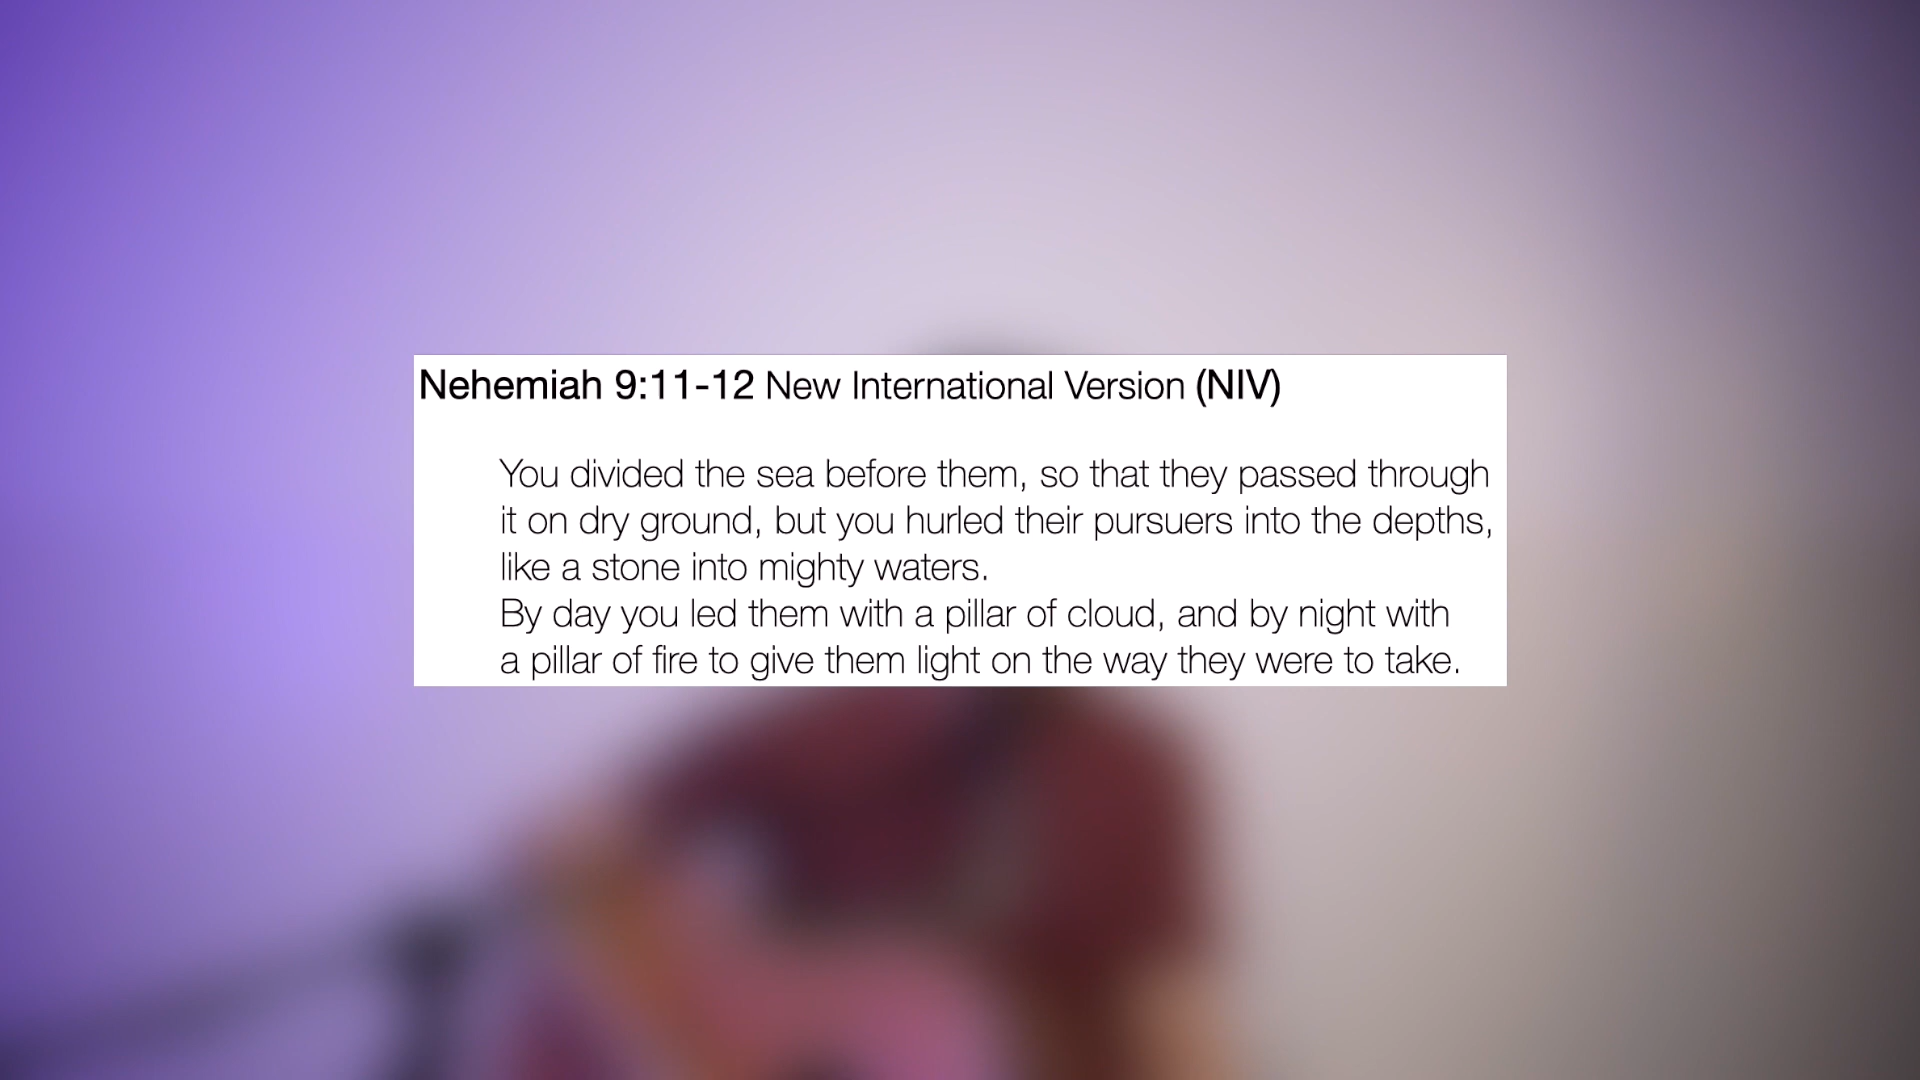 Nehemiah 9:11-12 New International Version (NIV)
You divided the sea before them, so that they passed through
it on dry ground, but you hurled their pursuers into the depths,
like a stone into mighty waters.
By day you led them with a pillar of cloud, and by night with
a pillar of fire to give them light on the way they were to take.